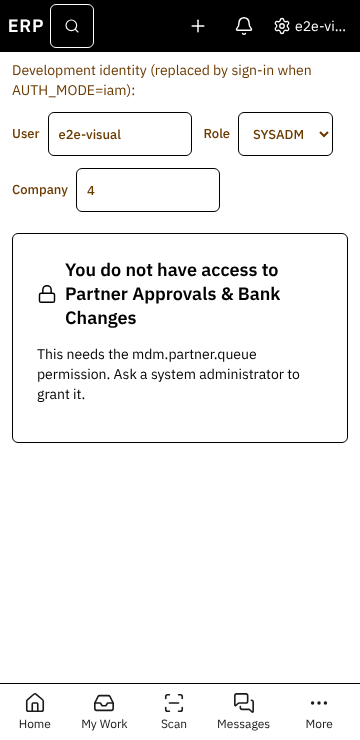 ERP
e2e-vi...
Development identity (replaced by sign-in when
AUTH_MODE=iam):
User
e2e-visual
Role
SYSADM
Company
4
You do not have access to
Partner Approvals & Bank
Changes
This needs the mdm.partner.queue
permission. Ask a system administrator to
grant it.
Home
My Work
Scan
Messages
More